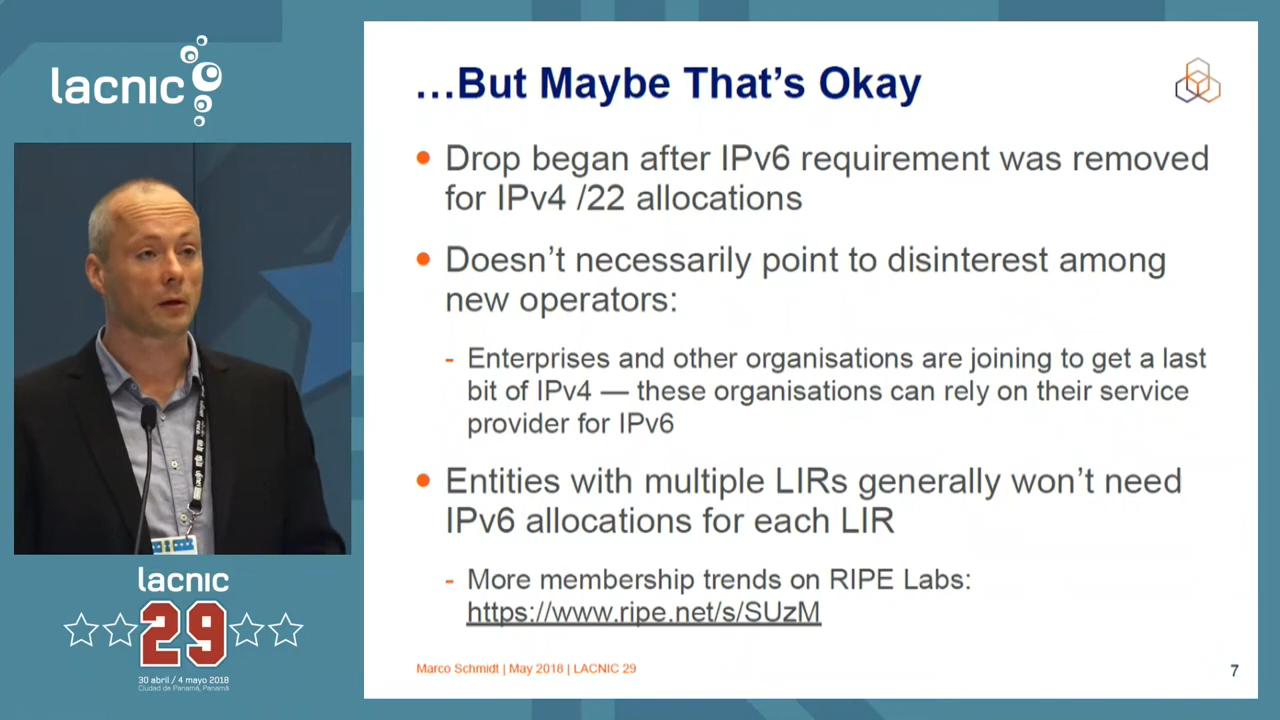 lacnic
…But Maybe That's Okay
Drop began after IPv6 requirement was removed
for IPv4 /22 allocations
Doesn't necessarily point to disinterest among
new operators:
- Enterprises and other organisations are joining to get a last
bit of IPv4 — these organisations can rely on their service
provider for IPv6
Entities with multiple LIRs generally won't need
IPv6 allocations for each LIR
- More membership trends on RIPE Labs:
https://www.ripe.net/s/SUzM
Marco Schmidt | May 2018 | LACNIC 29
7
lacnic
29
30 abril / 4 mayo 2018
Ciudad de Panamá, Panamá